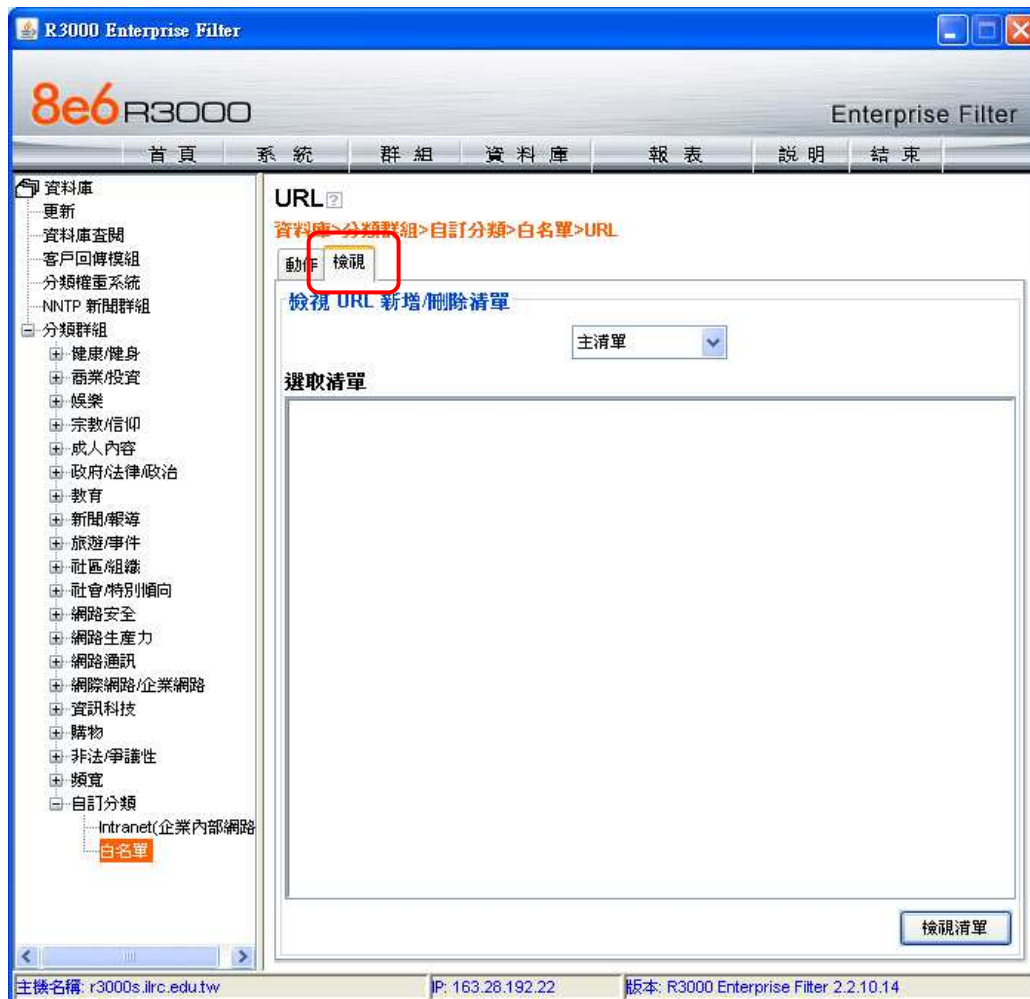 R3000 Enterprise Filter
8e6 R3000
Enterprise Filter
首頁 系統 群組 資料庫 報表 説明 結束
資料庫
更新
資料庫查閱
客戶回傳模組
分類權重系統
NNTP 新聞群組
分類群組
健康/健身
商業/投資
娛樂
宗教/信仰
成人內容
政府/法律/政治
教育
新聞/報導
旅遊/事件
社區/組織
社會/特別傾向
網路安全
網路生產力
網路通訊
網際網路/企業網路
資訊科技
購物
非法/爭議性
頻寬
自訂分類
Intranet(企業內部網路
白名單
URL
資料庫>分類群組>自訂分類>白名單>URL
動作 檢視
檢視 URL 新增/刪除清單
主清單
選取清單
檢視清單
主機名稱: r3000s.ilrc.edu.tw IP: 163.28.192.22 版本: R3000 Enterprise Filter 2.2.10.14